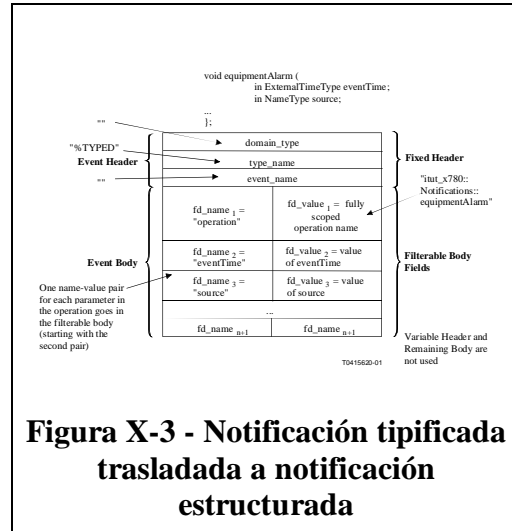 void equipmentAlarm (
in ExternalTimeType eventTime;
in NameType source;
...
};
""
"%TYPED"
Event Header
""
domain_type
type_name
event_name
Fixed Header
"itut_x780::
Notifications::
equipmentAlarm"
fd_name 1 =
"operation"
fd_value 1 = fully
scoped
operation name
Event Body
fd_name 2 =
"eventTime"
fd_value 2 = value
of eventTime
Filterable Body
Fields
One name-value pair
for each parameter in
the operation goes in
the filterable body
(starting with the
second pair)
fd_name 3 =
"source"
fd_value 3 = value
of source
...
fd_name n+1
fd_name n+1
Variable Header and
Remaining Body are
not used
T0415620-01
Figura X-3 - Notificación tipificada
trasladada a notificación
estructurada